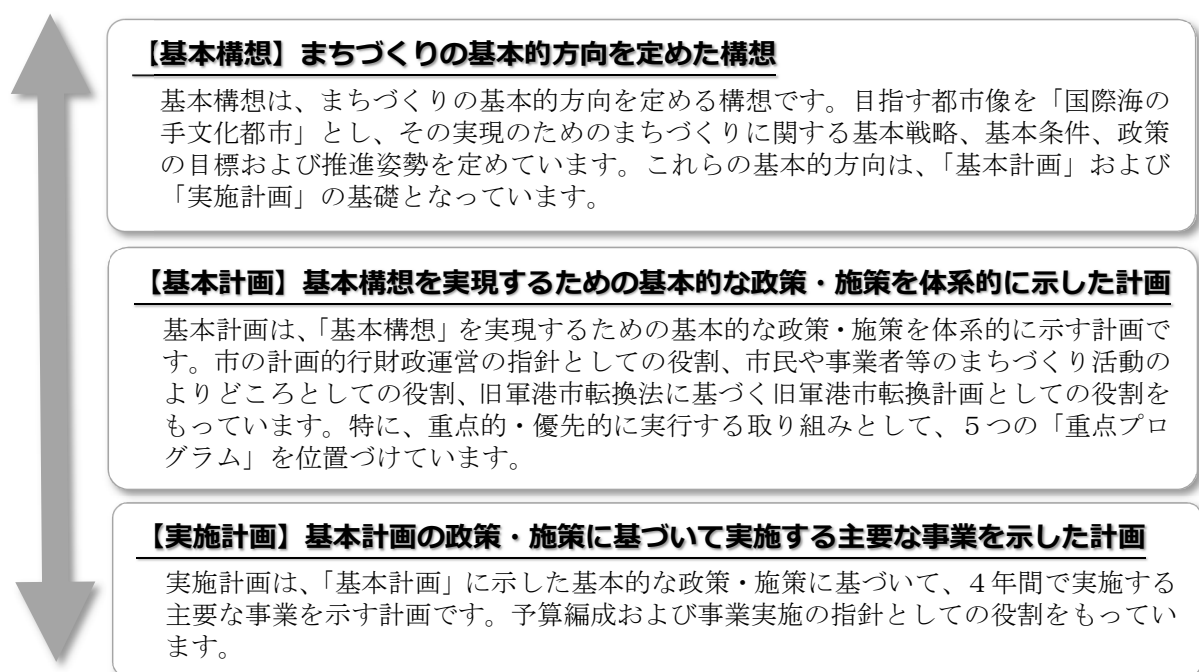 【基本構想】まちづくりの基本的方向を定めた構想
基本構想は、まちづくりの基本的方向を定める構想です。目指す都市像を「国際海の
手文化都市」とし、その実現のためのまちづくりに関する基本戦略、基本条件、政策
の目標および推進姿勢を定めています。これらの基本的方向は、「基本計画」および
「実施計画」の基礎となっています。
【基本計画】基本構想を実現するための基本的な政策・施策を体系的に示した計画
基本計画は、「基本構想」を実現するための基本的な政策・施策を体系的に示す計画で
す。市の計画的行財政運営の指針としての役割、市民や事業者等のまちづくり活動の
よりどころとしての役割、旧軍港市転換法に基づく旧軍港市転換計画としての役割を
もっています。特に、重点的・優先的に実行する取り組みとして、５つの「重点プロ
グラム」を位置づけています。
【実施計画】基本計画の政策・施策に基づいて実施する主要な事業を示した計画
実施計画は、「基本計画」に示した基本的な政策・施策に基づいて、４年間で実施する
主要な事業を示す計画です。予算編成および事業実施の指針としての役割をもってい
ます。